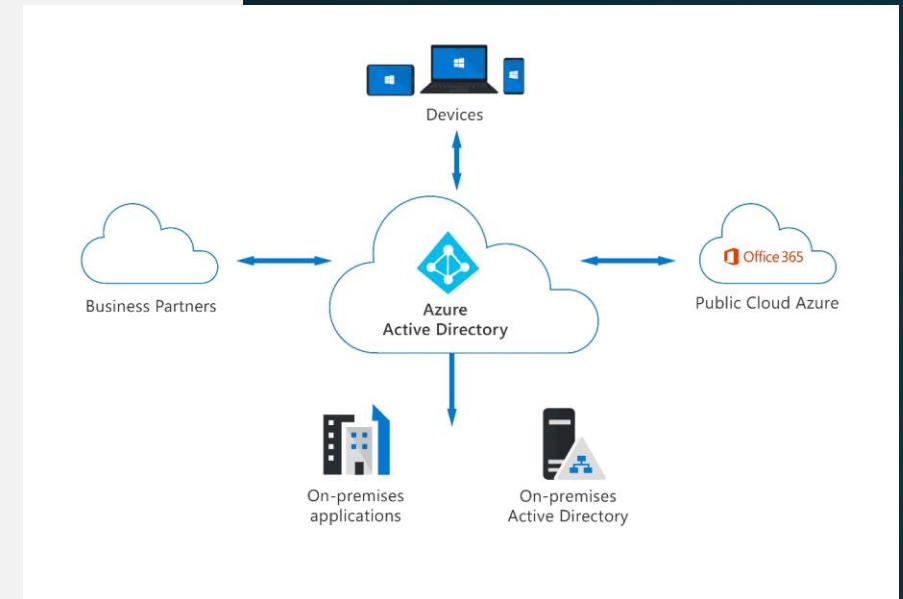 Devices
Office 365
Business Partners
Azure
Active Directory
Public Cloud Azure
On-premises
applications
On-premises
Active Directory